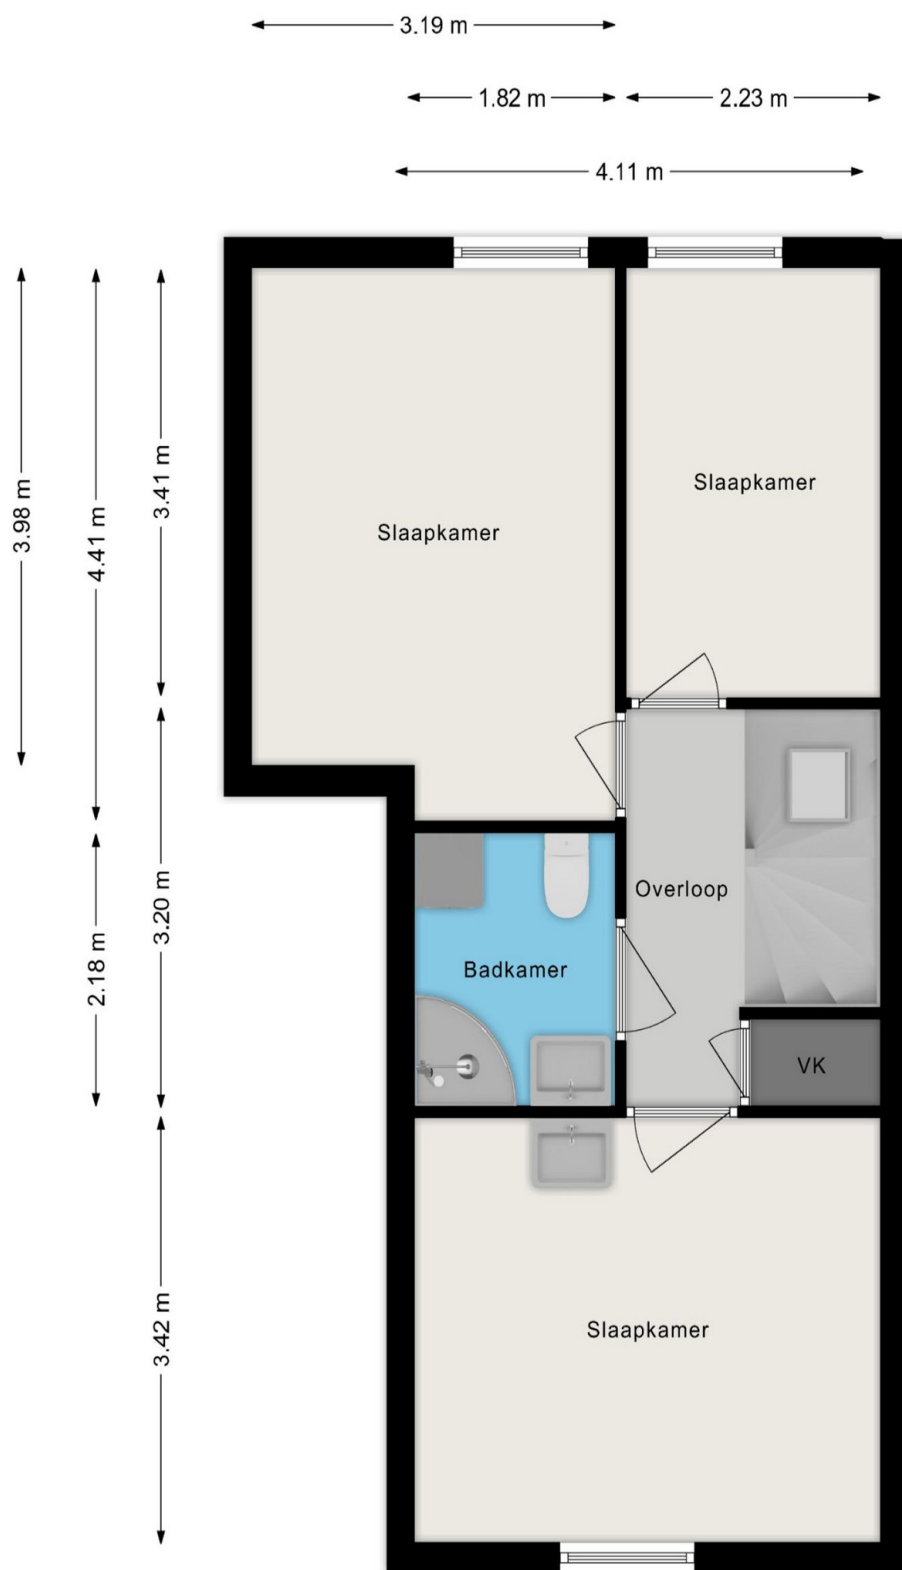 3.19 m
1.82 m
2.23 m
4.11 m
3.98 m
4.41 m
3.41 m
Slaapkamer
Slaapkamer
3.20 m
Overloop
2.18 m
Badkamer
VK
3.42 m
Slaapkamer